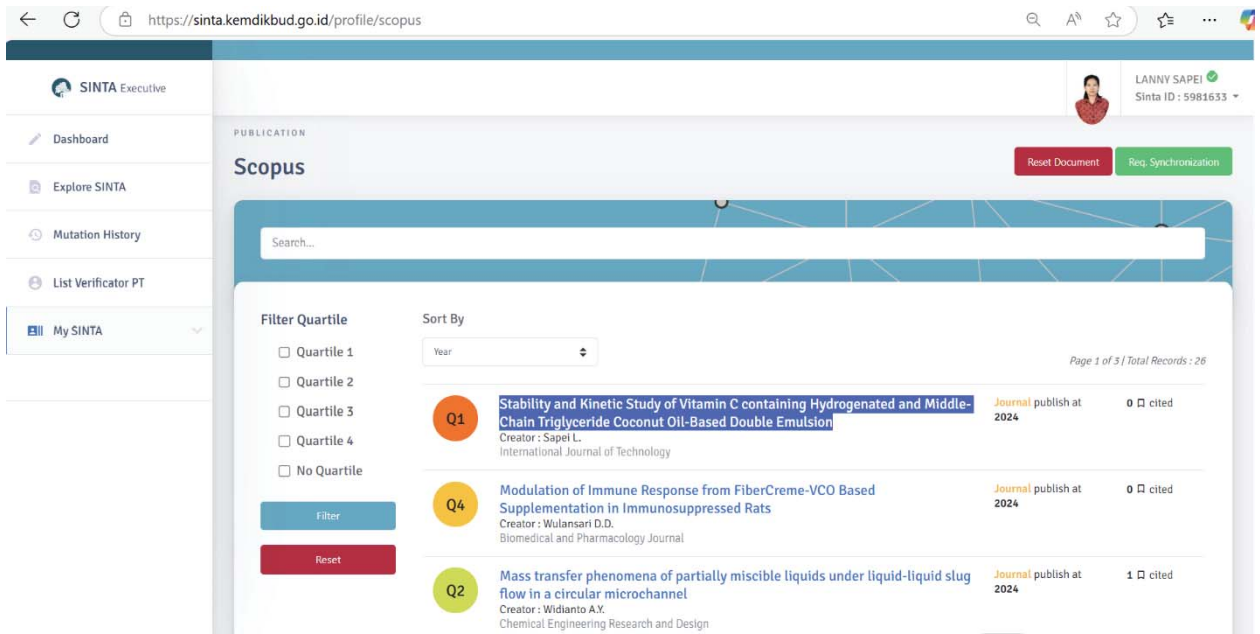 https://sinta.kemdikbud.go.id/profile/scopus
SINTA Executive
LANNY SAPEI
Sinta ID : 5981633
Dashboard
Explore SINTA
Mutation History
List Verificator PT
My SINTA
PUBLICATION
Scopus
Reset Document
Req. Synchronization
Search...
Filter Quartile
Quartile 1
Quartile 2
Quartile 3
Quartile 4
No Quartile
Filter
Reset
Sort By
Year
Page 1 of 3 | Total Records : 26
Q1
Stability and Kinetic Study of Vitamin C containing Hydrogenated and Middle-
Chain Triglyceride Coconut Oil-Based Double Emulsion
Creator : Sapei L.
International Journal of Technology
Journal publish at
2024
0 cited
Q4
Modulation of Immune Response from FiberCreme-VCO Based
Supplementation in Immunosuppressed Rats
Creator : Wulansari D.D.
Biomedical and Pharmacology Journal
Journal publish at
2024
0 cited
Q2
Mass transfer phenomena of partially miscible liquids under liquid-liquid slug
flow in a circular microchannel
Creator : Widianto A.Y.
Chemical Engineering Research and Design
Journal publish at
2024
1 cited